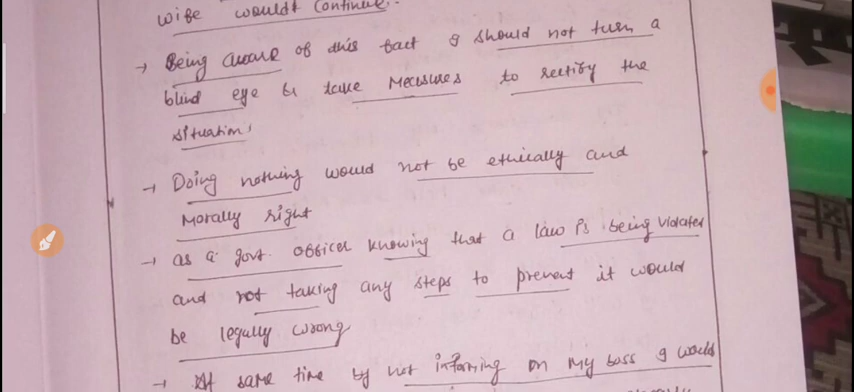 wife would't continue.
→ Being aware of this fact I should not turn a
blind eye & take Measures to rectify the
situation.
→ Doing nothing would not be ethically and
Morally right
→ as a govt. officer knowing that a law is being violated
and not taking any steps to prevent it would
be legally wrong
→ At same time by not informing on my boss I would